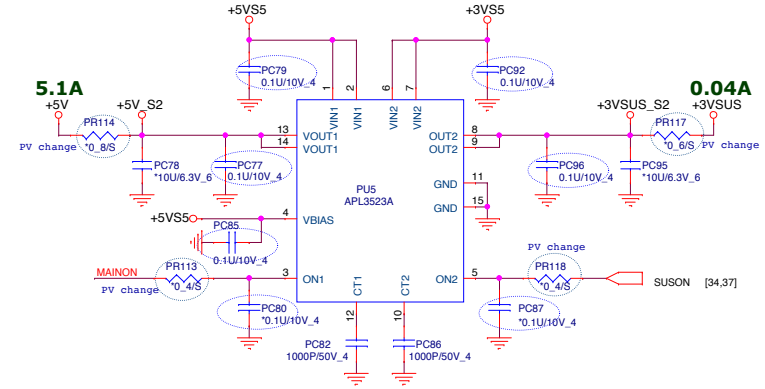 +5VS5
+3VS5
PC79
0.1U/10V_4
PC92
0.1U/10V_4
5.1A
+5V
+5V_S2
0.04A
+3VSUS_S2
+3VSUS
1
2
6
7
VIN1
VIN1
VIN2
VIN2
PR114
*0_8/S
PV change
13
14
VOUT1
VOUT1
8
9
OUT2
OUT2
PR117
*0_6/S
PV change
PC78
*10U/6.3V_6
PC77
0.1U/10V_4
PC96
0.1U/10V_4
PC95
*10U/6.3V_6
PU5
APL3523A
GND
11
GND
15
+5VS5
4
VBIAS
PC85
0.1U/10V_4
MAINON
PR113
*0_4/S
PV change
3
ON1
ON2
5
PV change
PR118
*0_4/S
SUSON
[34,37]
PC80
*0.1U/10V_4
CT1
CT2
12
10
PC87
*0.1U/10V_4
PC82
1000P/50V_4
PC86
1000P/50V_4